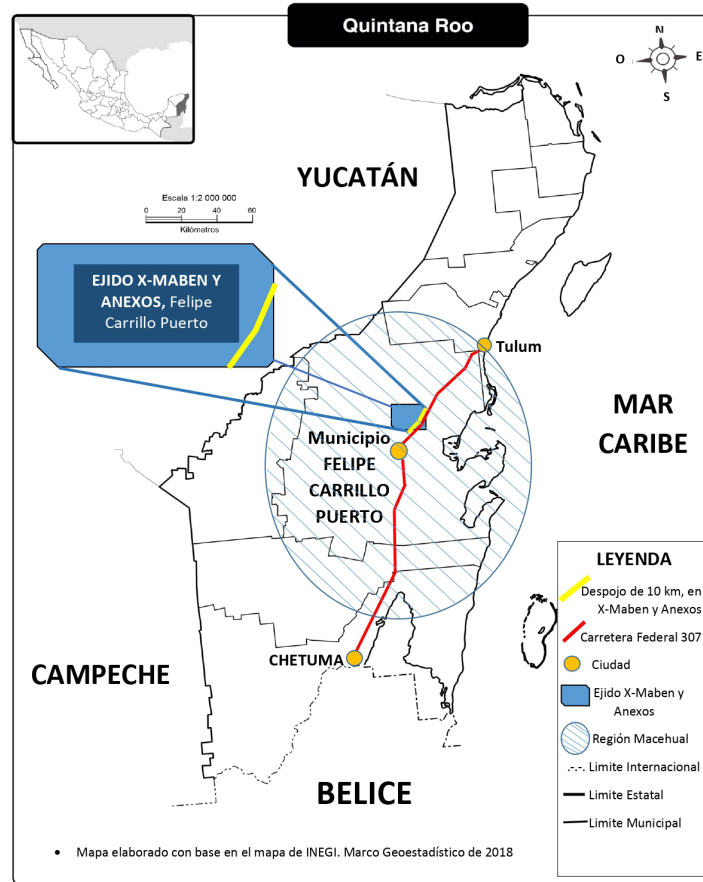 Quintana Roo
N
O
E
S
YUCATÁN
Escala 1:2 000 000
0 20 40 60
Kilómetros
EJIDO X-MABEN Y
ANEXOS, Felipe
Carrillo Puerto
Tulum
MAR
CARIBE
Municipio
FELIPE
CARRILLO
PUERTO
CHETUMA
CAMPECHE
BELICE
LEYENDA
Despojo de 10 km, en
X-Maben y Anexos
Carretera Federal 307
Ciudad
Ejido X-Maben y
Anexos
Región Macehual
Limite Internacional
Limite Estatal
Limite Municipal
• Mapa elaborado con base en el mapa de INEGI. Marco Geoestadístico de 2018